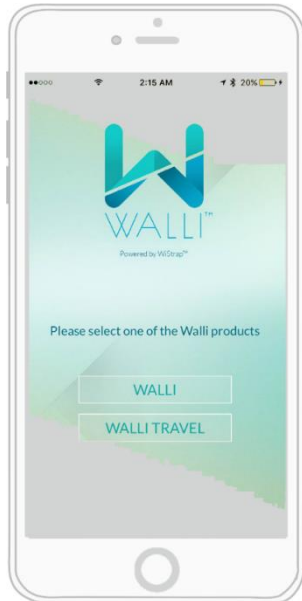 2:15 AM 20%
WALLI™
Powered by WiStrap™
Please select one of the Walli products
WALLI
WALLI TRAVEL